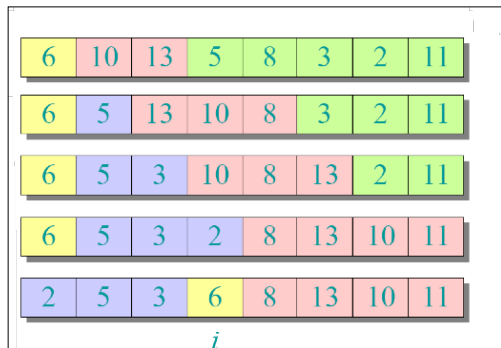 6 10 13 5 8 3 2 11
6 5 13 10 8 3 2 11
6 5 3 10 8 13 2 11
6 5 3 2 8 13 10 11
2 5 3 6 8 13 10 11
i